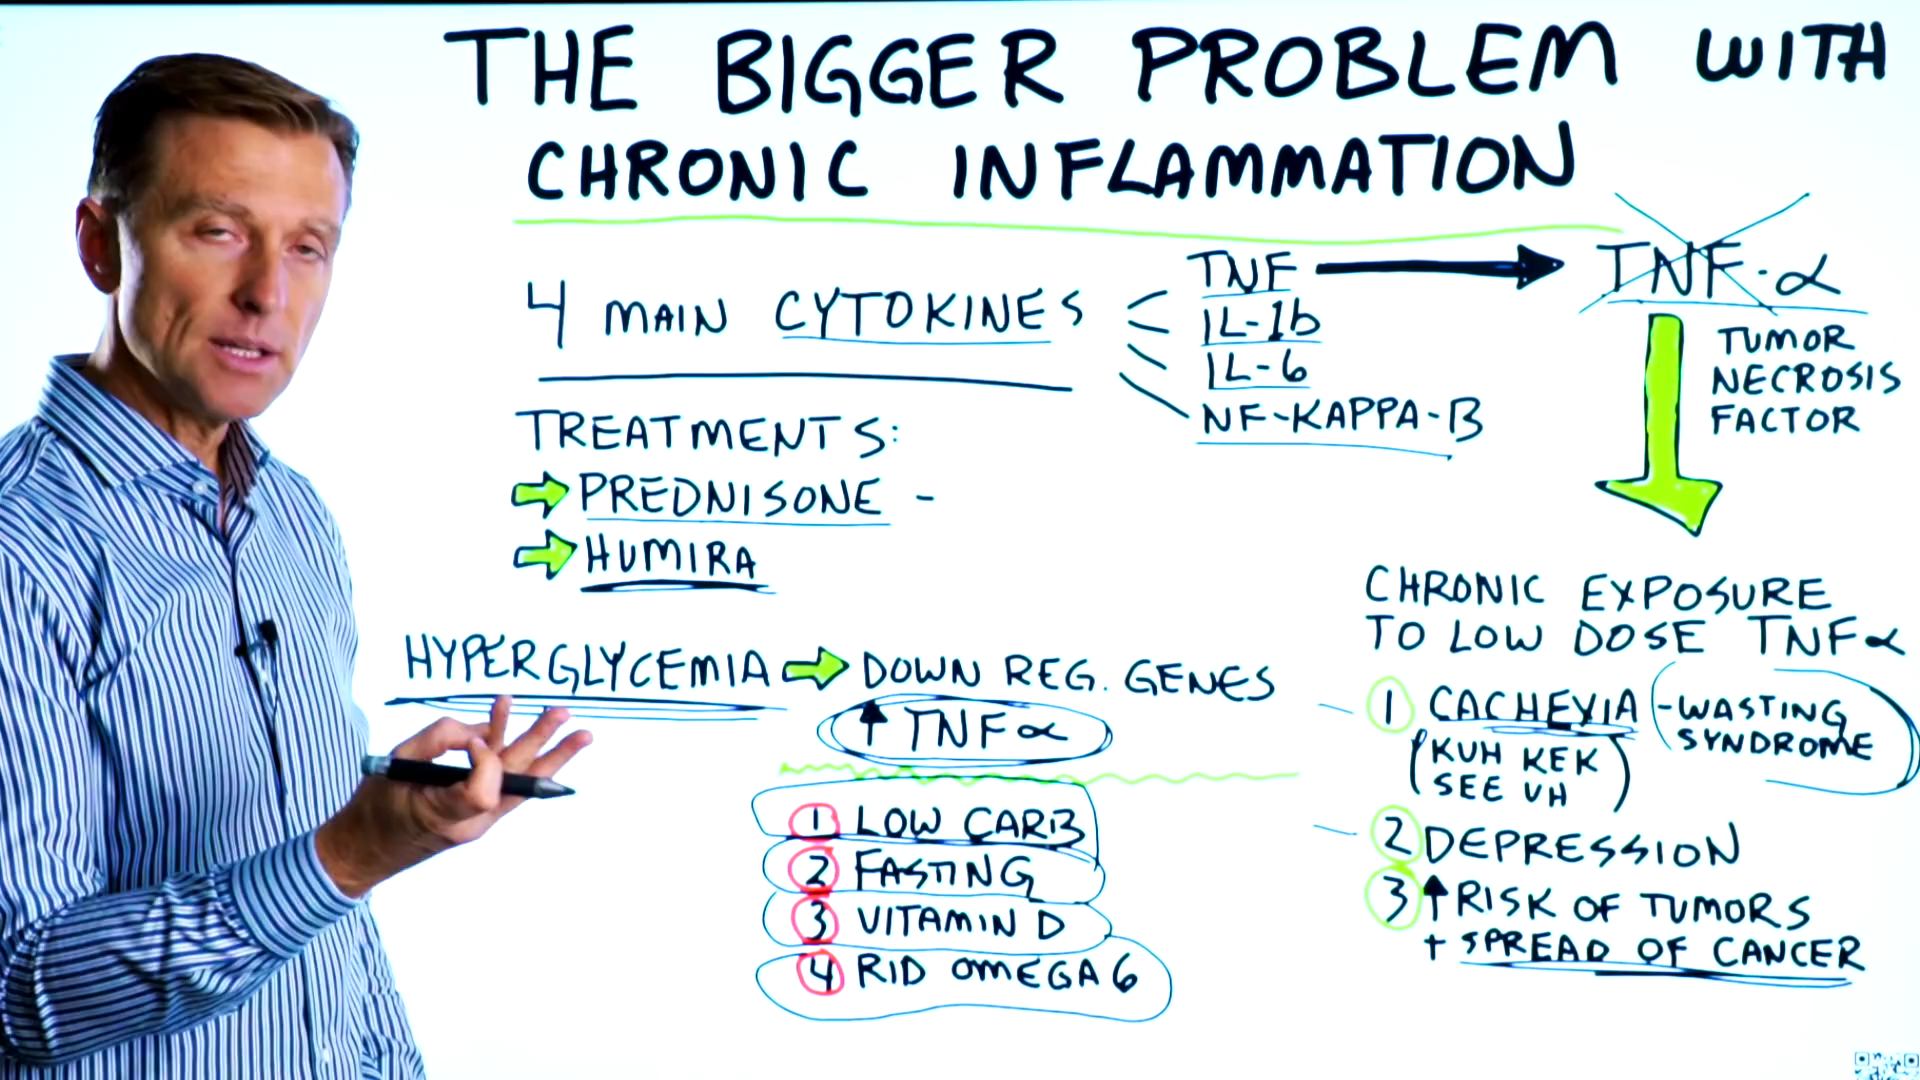 THE BIGGER PROBLEM WITH
CHRONIC INFLAMMATION
4 MAIN CYTOKINES
TNF
IL-1b
IL-6
NF-KAPPA-B
TNF-α
TUMOR
NECROSIS
FACTOR
TREATMENTS:
PREDNISONE -
HUMIRA
HYPERGLYCEMIA
DOWN REG. GENES
↑ TNFα
1 LOW CARB
2 FASTING
3 VITAMIN D
4 RID OMEGA 6
CHRONIC EXPOSURE
TO LOW DOSE TNFα
1 CACHEXIA - WASTING
SYNDROME
(KUH KEK
SEE UH)
2 DEPRESSION
3 ↑ RISK OF TUMORS
+ SPREAD OF CANCER